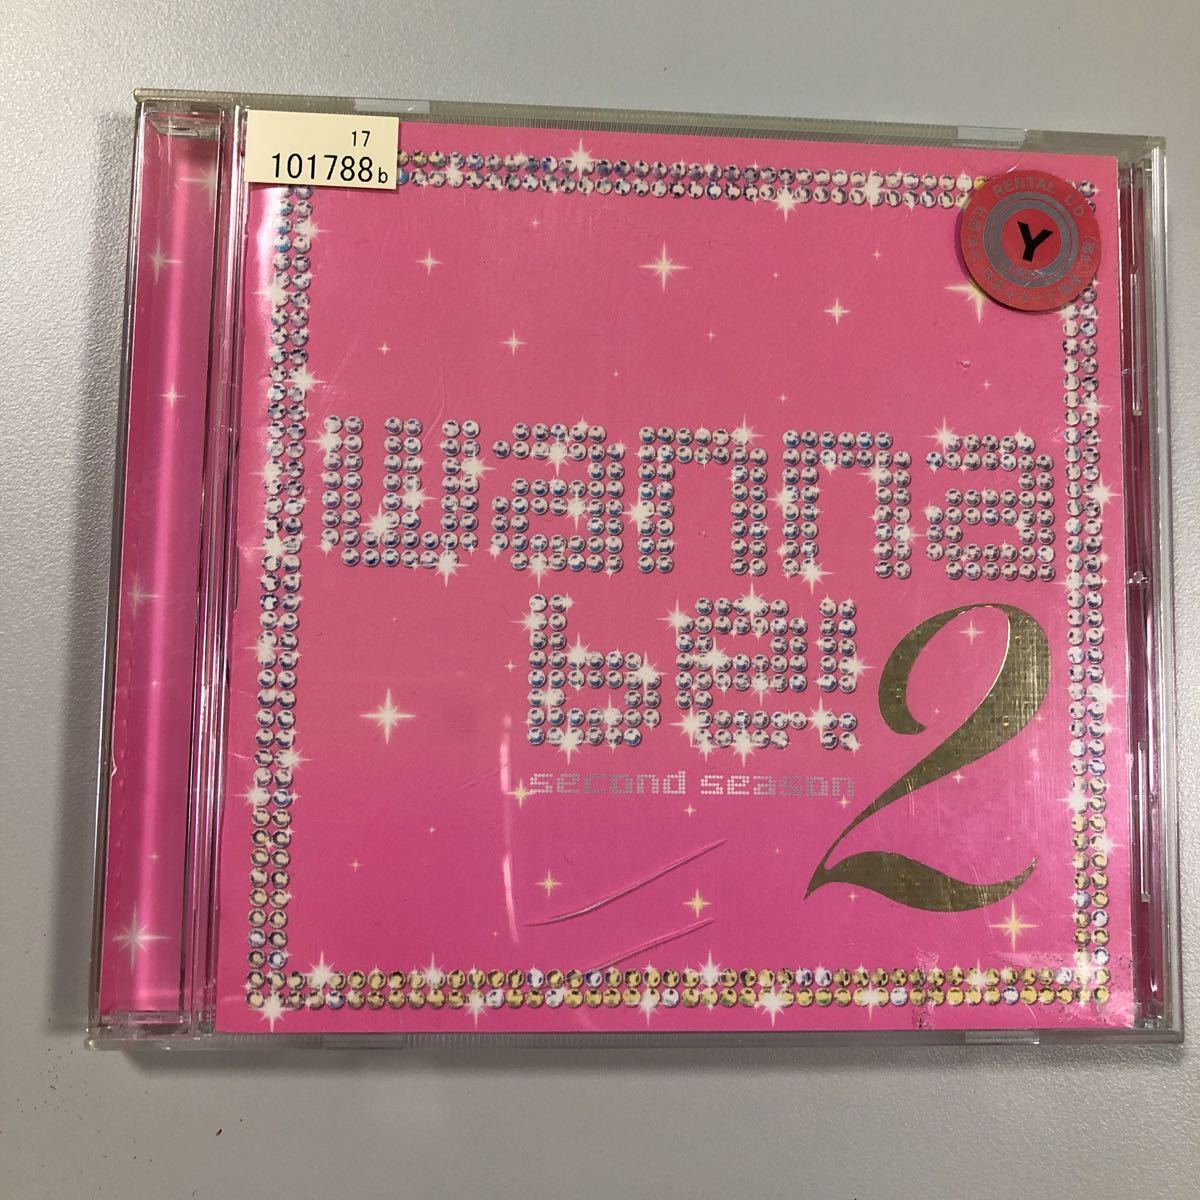 17
101788b
RENTAL CD
Y
wanna
be!
2
second season